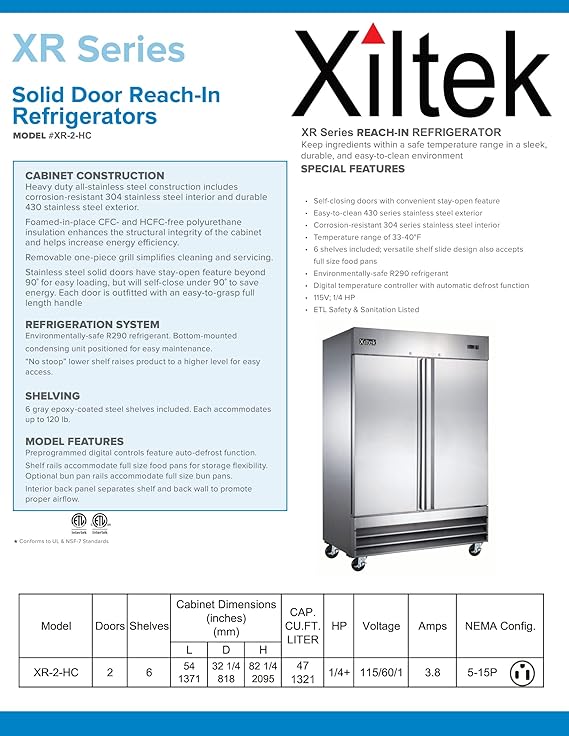 XR Series
Solid Door Reach-In
Refrigerators
MODEL #XR-2-HC
Xiltek
XR Series REACH-IN REFRIGERATOR
Keep ingredients within a safe temperature range in a sleek,
durable, and easy-to-clean environment
SPECIAL FEATURES
• Self-closing doors with convenient stay-open feature
• Easy-to-clean 430 series stainless steel exterior
• Corrosion-resistant 304 series stainless steel interior
• Temperature range of 33-40°F
• 6 shelves included; versatile shelf slide design also accepts
full size food pans
• Environmentally-safe R290 refrigerant
• Digital temperature controller with automatic defrost function
• 115V; 1/4 HP
• ETL Safety & Sanitation Listed
CABINET CONSTRUCTION
Heavy duty all-stainless steel construction includes
corrosion-resistant 304 stainless steel interior and durable
430 stainless steel exterior.
Foamed-in-place CFC- and HCFC-free polyurethane
insulation enhances the structural integrity of the cabinet
and helps increase energy efficiency.
Removable one-piece grill simplifies cleaning and servicing.
Stainless steel solid doors have stay-open feature beyond
90° for easy loading, but will self-close under 90° to save
energy. Each door is outfitted with an easy-to-grasp full
length handle
REFRIGERATION SYSTEM
Environmentally-safe R290 refrigerant. Bottom-mounted
condensing unit positioned for easy maintenance.
“No stoop” lower shelf raises product to a higher level for easy
access.
SHELVING
6 gray epoxy-coated steel shelves included. Each accommodates
up to 120 lb.
MODEL FEATURES
Preprogrammed digital controls feature auto-defrost function.
Shelf rails accommodate full size food pans for storage flexibility.
Optional bun pan rails accommodate full size bun pans.
Interior back panel separates shelf and back wall to promote
proper airflow.
ETL ETL
Intertek Intertek
★ Conforms to UL & NSF-7 Standards
Xiltek
Model Doors Shelves Cabinet Dimensions (inches) (mm) CAP. CU.FT. LITER HP Voltage Amps NEMA Config.
L D H
XR-2-HC 2 6 54 32 1/4 82 1/4 47 1/4+ 115/60/1 3.8 5-15P
1371 818 2095 1321